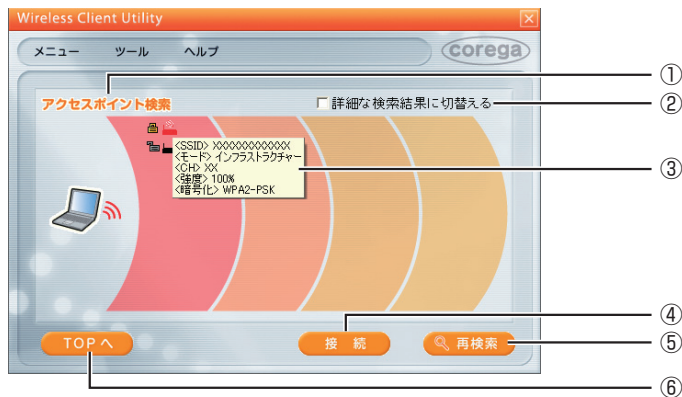 Wireless Client Utility
メニュー ツール ヘルプ corega
アクセスポイント検索 詳細な検索結果に切替える
<SSID> XXXXXXXXXXXX
<モード> インフラストラクチャー
<CH> XX
<強度> 100%
<暗号化> WPA2-PSK
TOPへ 接続 再検索
①
②
③
④
⑤
⑥